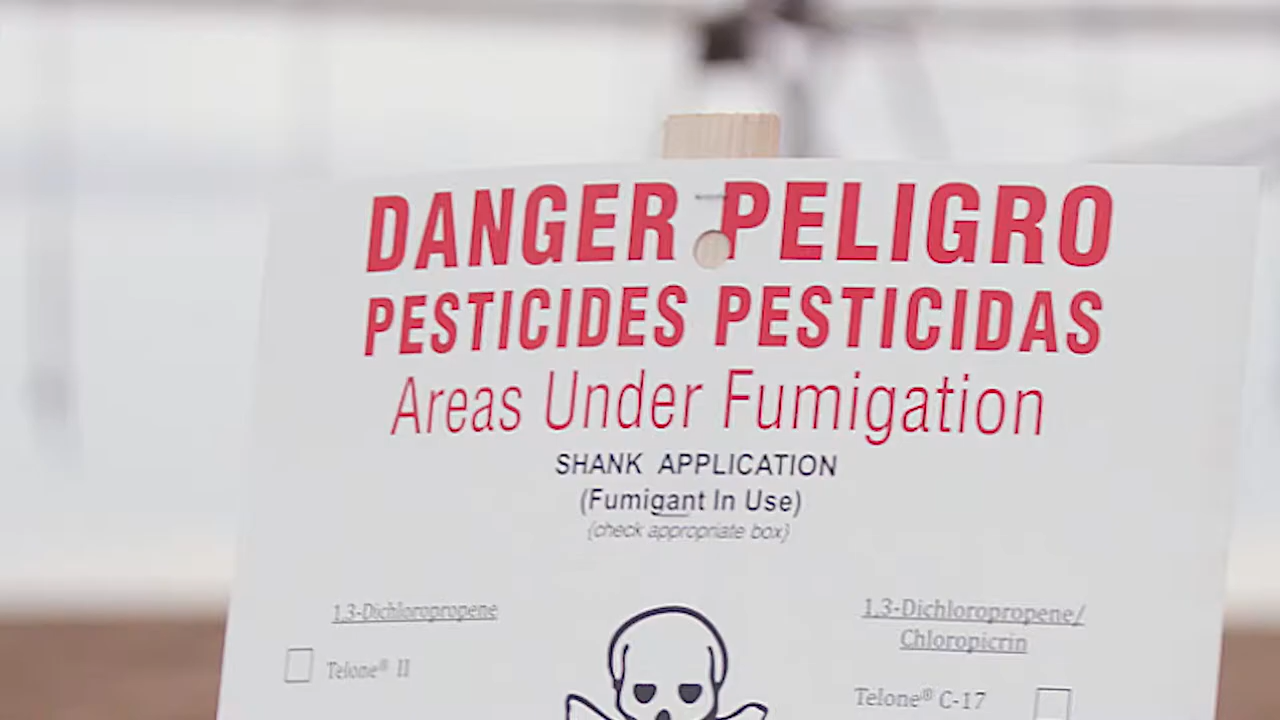 DANGER PELIGRO
PESTICIDES PESTICIDAS
Areas Under Fumigation
SHANK APPLICATION
(Fumigant In Use)
(check appropriate box)
1,3-Dichloropropene
Telone® II
1,3-Dichloropropene/
Chloropicrin
Telone® C-17